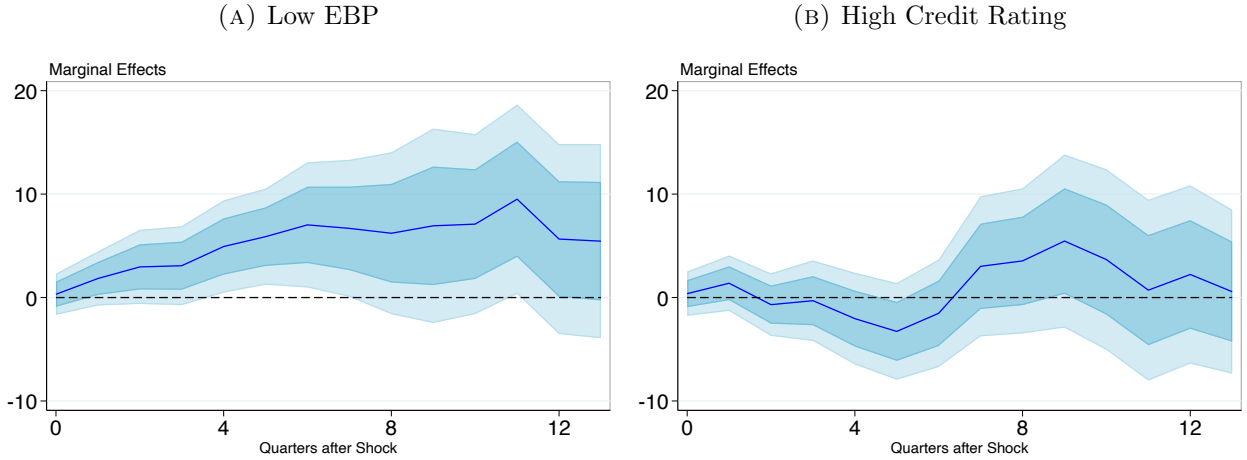 (A) Low EBP
Marginal Effects
20
10
0
-10
0 4 8 12
Quarters after Shock
(B) High Credit Rating
Marginal Effects
20
10
0
-10
0 4 8 12
Quarters after Shock